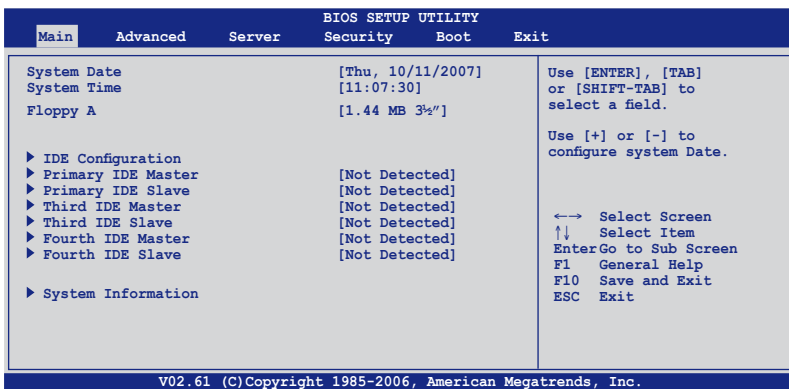 BIOS SETUP UTILITY
Main Advanced Server Security Boot Exit
System Date [Thu, 10/11/2007]
System Time [11:07:30]
Floppy A [1.44 MB 3½"]
IDE Configuration
Primary IDE Master [Not Detected]
Primary IDE Slave [Not Detected]
Third IDE Master [Not Detected]
Third IDE Slave [Not Detected]
Fourth IDE Master [Not Detected]
Fourth IDE Slave [Not Detected]
System Information
Use [ENTER], [TAB]
or [SHIFT-TAB] to
select a field.
Use [+] or [-] to
configure system Date.
←→ Select Screen
↑↓ Select Item
Enter Go to Sub Screen
F1 General Help
F10 Save and Exit
ESC Exit
V02.61 (C)Copyright 1985-2006, American Megatrends, Inc.